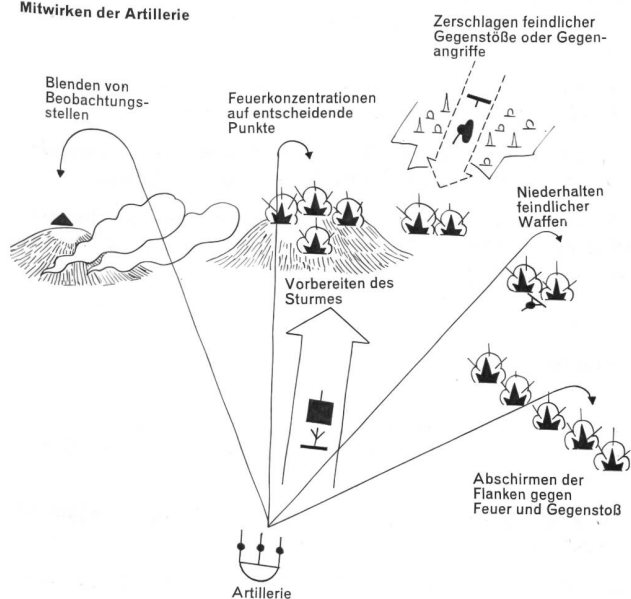 Mitwirken der Artillerie
Zerschlagen feindlicher
Gegenstöße oder Gegen-
angriffe
Blenden von
Beobachtungs-
stellen
Feuerkonzentrationen
auf entscheidende
Punkte
Niederhalten
feindlicher
Waffen
Vorbereiten des
Sturmes
Abschirmen der
Flanken gegen
Feuer und Gegenstoß
Artillerie